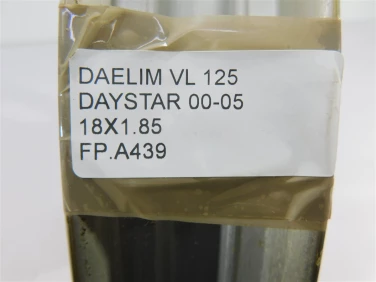 DAELIM VL 125
DAYSTAR 00-05
18X1.85
FP.A439